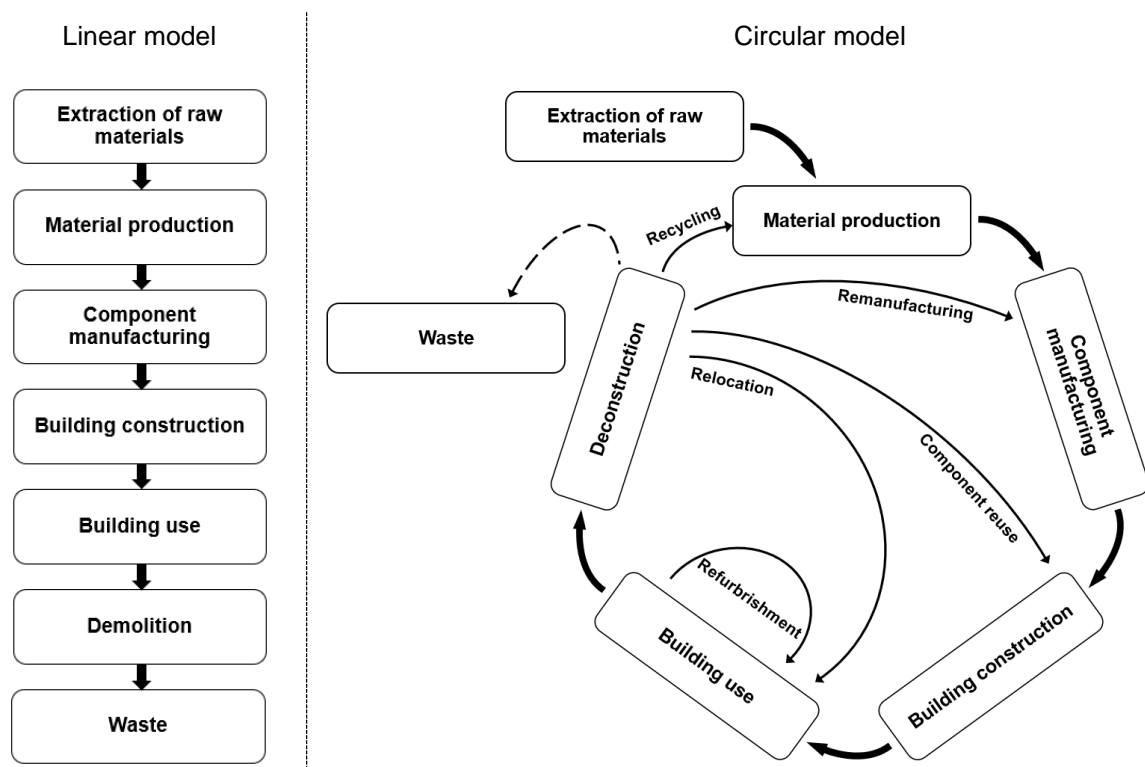 Linear model
Extraction of raw
materials
Material production
Component
manufacturing
Building construction
Building use
Demolition
Waste
Circular model
Extraction of raw
materials
Material production
Recycling
Remanufacturing
Component
manufacturing
Waste
Deconstruction
Relocation
Component reuse
Refurbrishment
Building use
Building construction